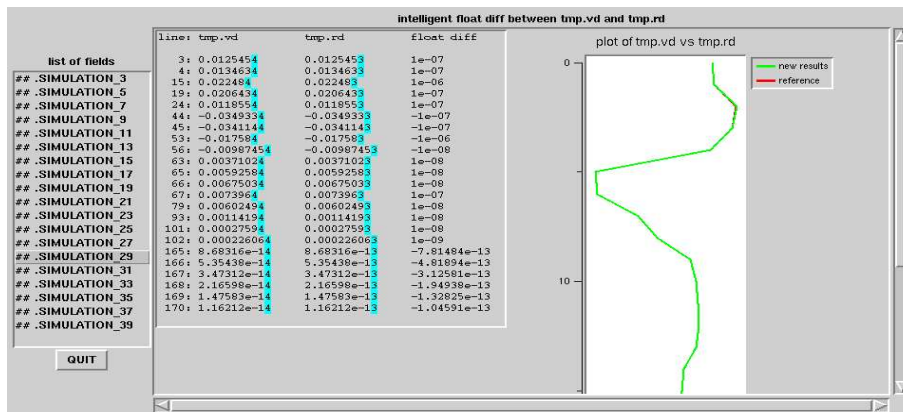 intelligent float diff between tmp.vd and tmp.rd
list of fields
## .SIMULATION_3
## .SIMULATION_5
## .SIMULATION_7
## .SIMULATION_9
## .SIMULATION_11
## .SIMULATION_13
## .SIMULATION_15
## .SIMULATION_17
## .SIMULATION_19
## .SIMULATION_21
## .SIMULATION_23
## .SIMULATION_25
## .SIMULATION_27
## .SIMULATION_29
## .SIMULATION_31
## .SIMULATION_33
## .SIMULATION_35
## .SIMULATION_37
## .SIMULATION_39
QUIT
line: tmp.vd tmp.rd float diff
3: 0.0125454 0.0125453 1e-07
4: 0.0134634 0.0134633 1e-07
15: 0.022484 0.022483 1e-06
19: 0.0206434 0.0206433 1e-07
24: 0.0118554 0.0118553 1e-07
44: -0.0349334 -0.0349333 -1e-07
45: -0.0341144 -0.0341143 -1e-07
53: -0.017584 -0.017583 -1e-06
56: -0.00987454 -0.00987453 -1e-08
63: 0.00371024 0.00371023 1e-08
65: 0.00592584 0.00592583 1e-08
66: 0.00675034 0.00675033 1e-08
67: 0.0073964 0.0073963 1e-07
79: 0.00602494 0.00602493 1e-08
93: 0.00114194 0.00114193 1e-08
101: 0.00027594 0.00027593 1e-08
102: 0.000226064 0.000226063 1e-09
165: 8.68316e-14 8.68316e-13 -7.81484e-13
166: 5.35438e-14 5.35438e-13 -4.81894e-13
167: 3.47312e-14 3.47312e-13 -3.12581e-13
168: 2.16598e-14 2.16598e-13 -1.94938e-13
169: 1.47583e-14 1.47583e-13 -1.32825e-13
170: 1.16212e-14 1.16212e-13 -1.04591e-13
plot of tmp.vd vs tmp.rd
0
10
new results
reference